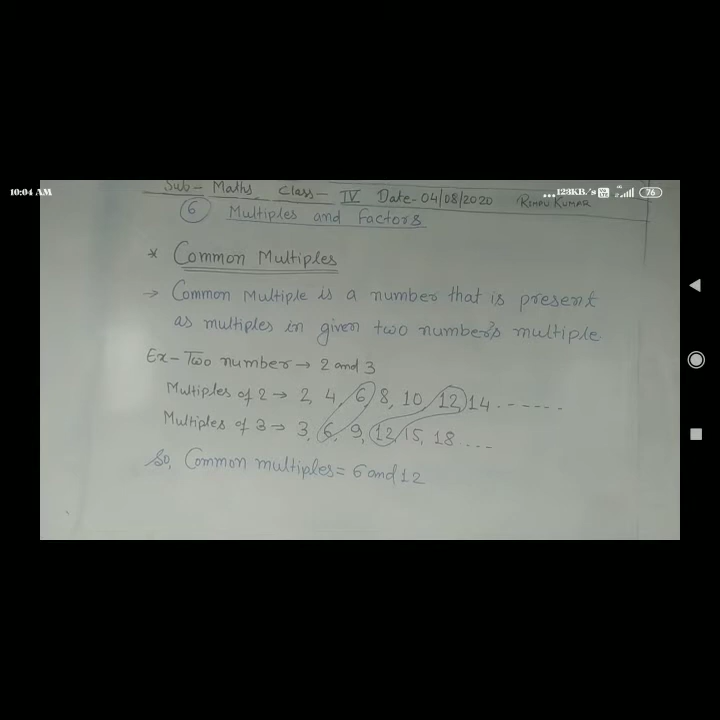 10:04 AM
...123KB/s 76
Sub- Maths Class- IV Date-04/08/2020 RIMPU KUMAR
6 Multiples and Factors
* Common Multiples
→ Common Multiple is a number that is present
as multiples in given two number's multiple
Ex- Two number → 2 and 3
Multiples of 2 → 2, 4, 6, 8, 10, 12, 14.------
Multiples of 3 → 3, 6, 9, 12, 15, 18 ...
So, Common multiples = 6 and 12